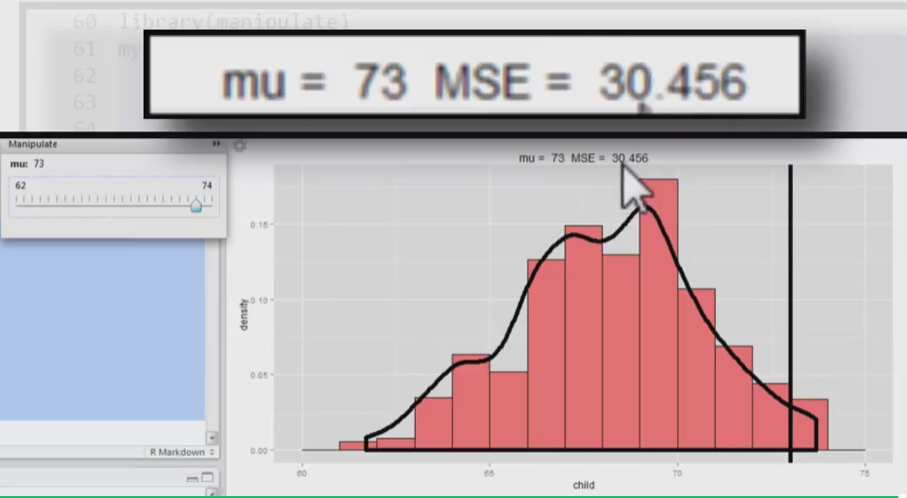 60 library(manipulate)
61 my
62
63
64
mu = 73 MSE = 30.456
Manipulate
mu: 73
62 74
mu = 73 MSE = 30.456
0.15
0.10
0.05
0.00
density
60 65 70 75
child
R Markdown